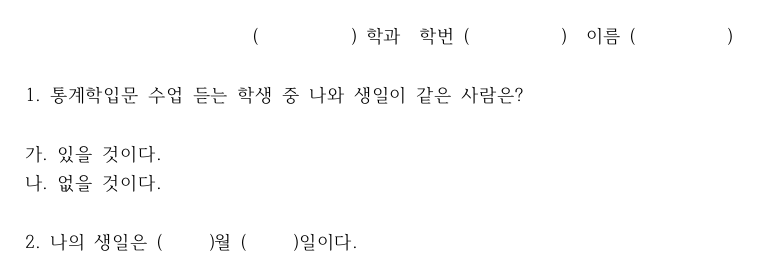 (          ) 학과  학번 (          )  이름 (          )
1. 통계학입문 수업 듣는 학생 중 나와 생일이 같은 사람은?
가. 있을 것이다.
나. 없을 것이다.
2. 나의 생일은 (     )월 (     )일이다.